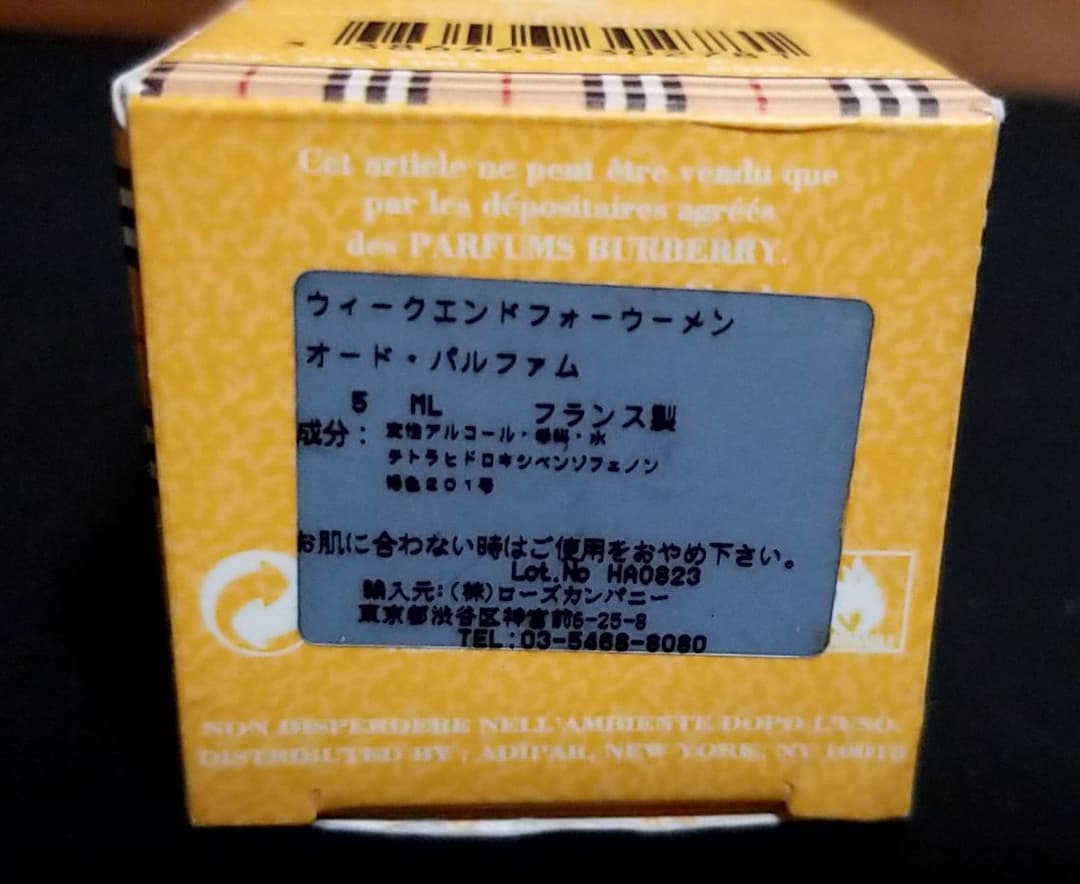 Cet article ne peut être vendu que
par les dépositaires agréés
des PARFUMS BURBERRY.
ウィークエンドフォーウーメン
オード・パルファム
5 ML フランス製
成分： 変性アルコール・香料・水
テトラヒドロキシベンゾフェノン
橙色201号
お肌に合わない時はご使用をおやめ下さい。
Lot.No HA0823
輸入元:(株)ローズカンパニー
東京都渋谷区神宮前6-25-8
TEL:03-5468-8080
NON DISPERDERE NELL'AMBIENTE DOPO L'USO.
DISTRIBUTED BY : ADIPAR, NEW YORK, NY 10016